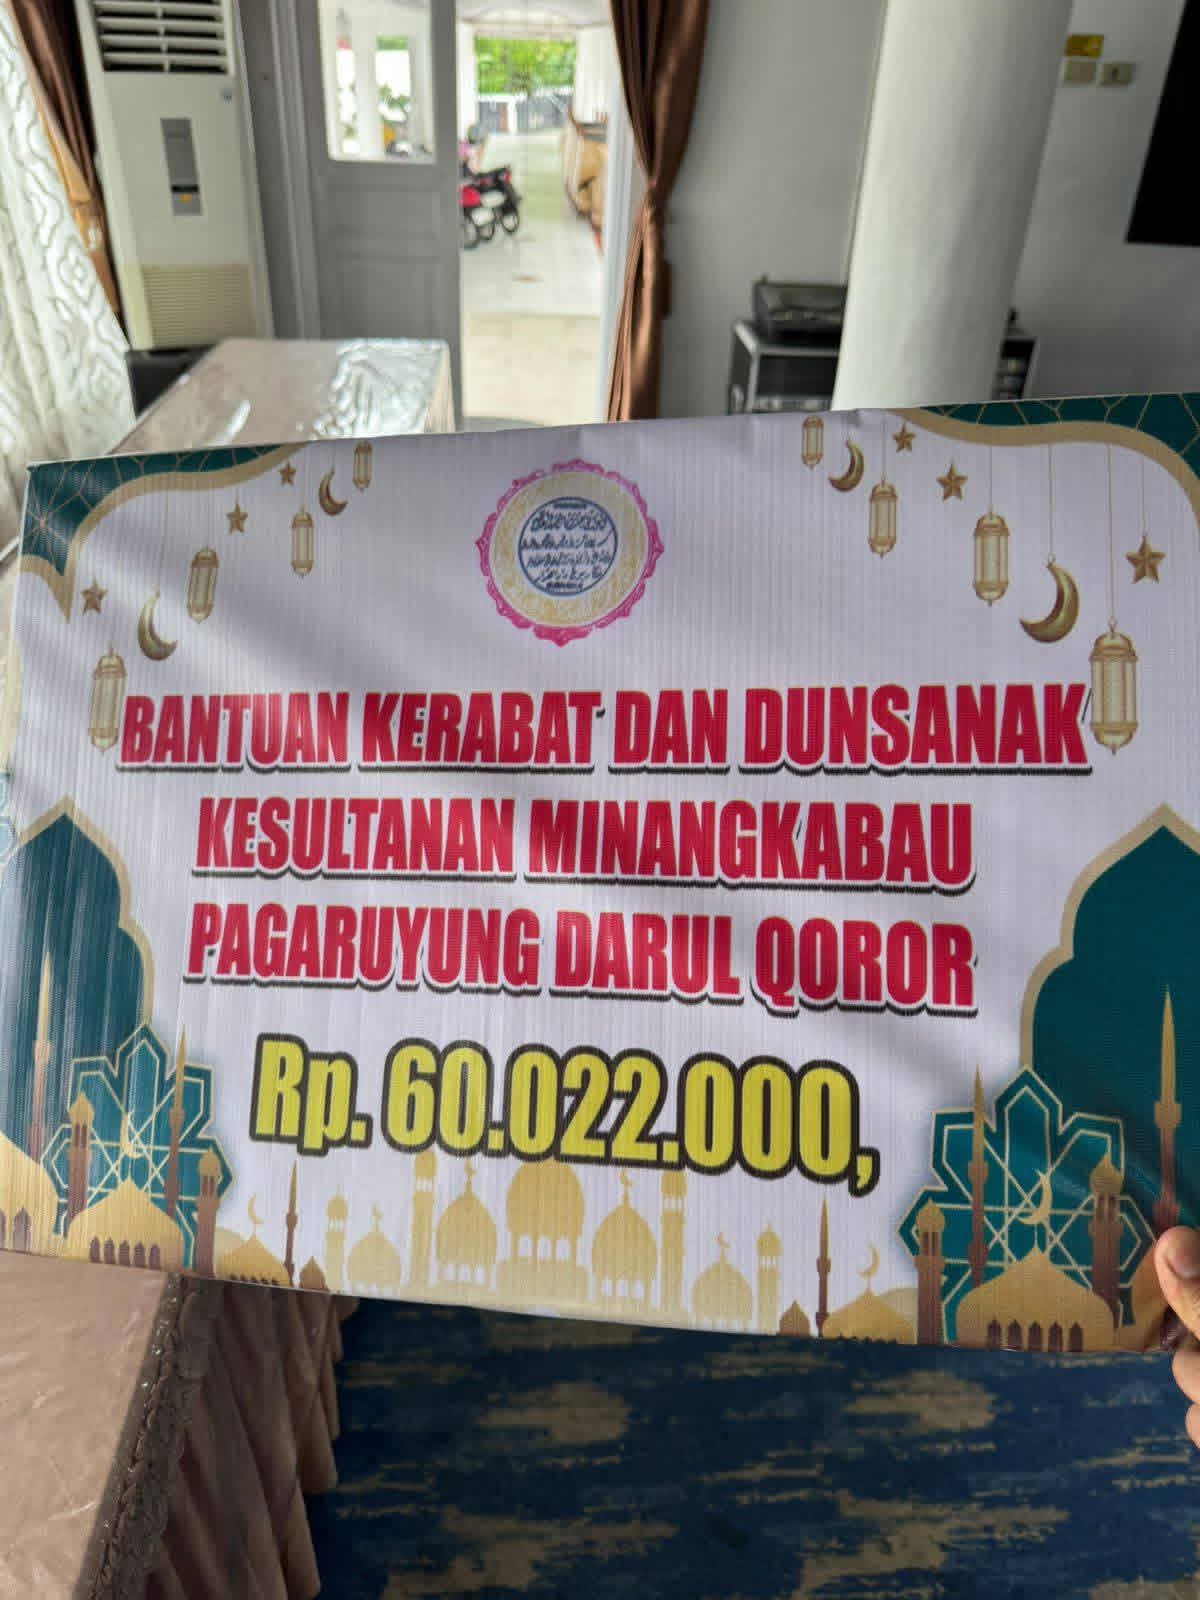 BANTUAN KERABAT DAN DUNSANAK
KESULTANAN MINANGKABAU
PAGARUYUNG DARUL QOROR
Rp. 60.022.000,